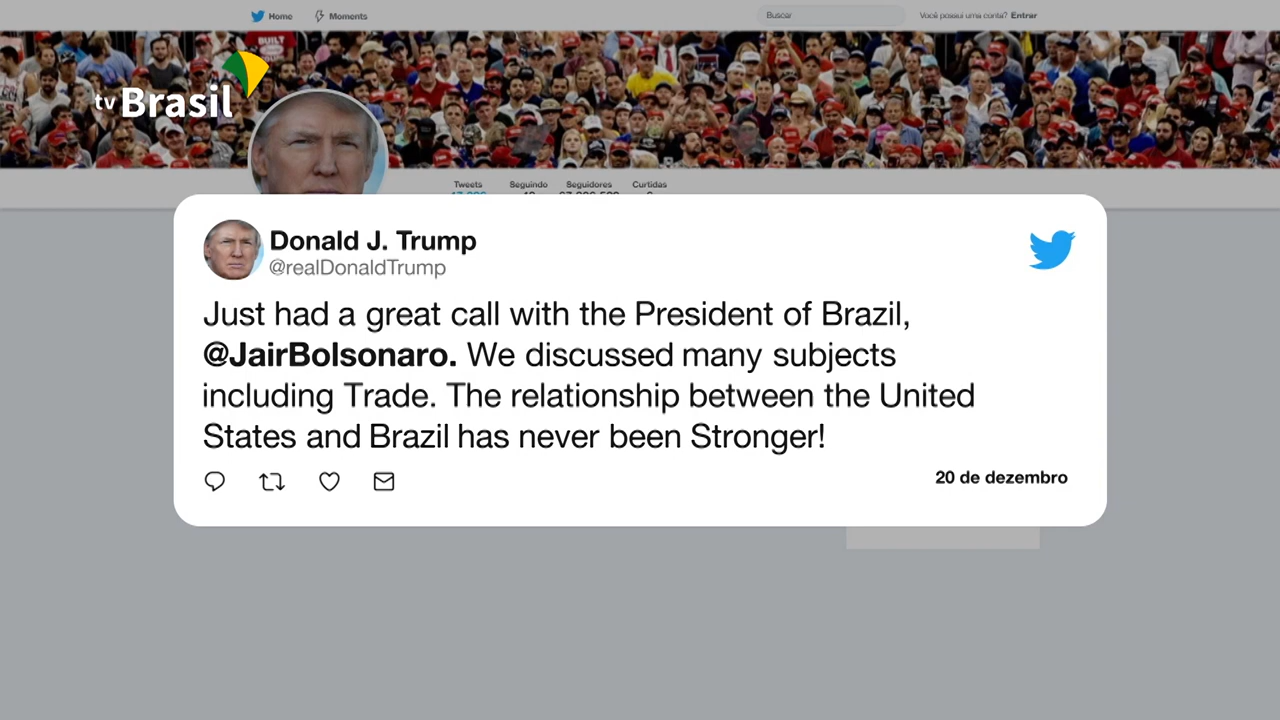 Home Moments Buscar Você possui uma conta? Entrar
BUILT
tv Brasil
Tweets Seguindo Seguidores Curtidas
Donald J. Trump
@realDonaldTrump
Just had a great call with the President of Brazil,
@JairBolsonaro. We discussed many subjects
including Trade. The relationship between the United
States and Brazil has never been Stronger!
20 de dezembro